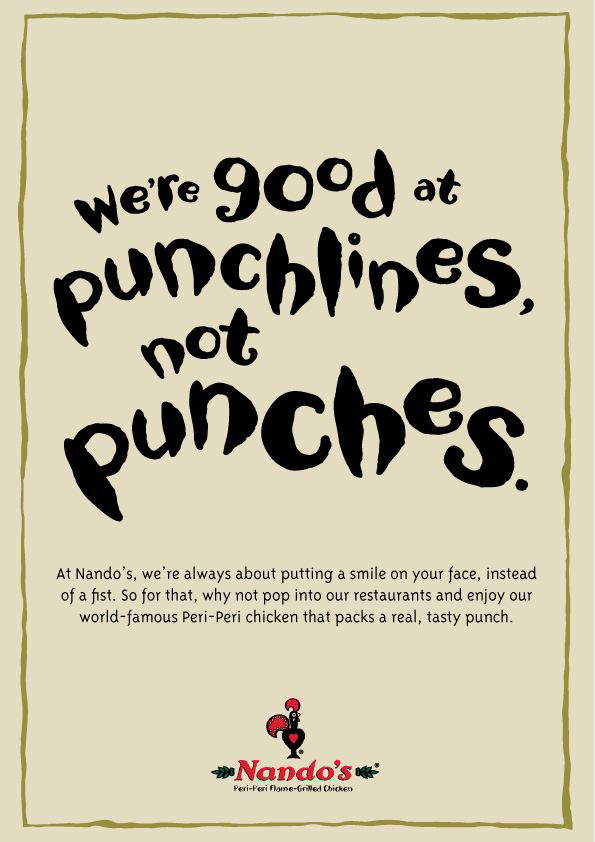 we're good at
punchlines,
not
punches.
At Nando's, we're always about putting a smile on your face, instead
of a fist. So for that, why not pop into our restaurants and enjoy our
world-famous Peri-Peri chicken that packs a real, tasty punch.
®
Nando's®
Peri-Peri Flame-Grilled Chicken